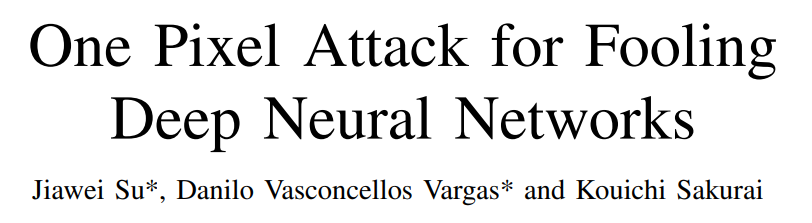 One Pixel Attack for Fooling
Deep Neural Networks
Jiawei Su*, Danilo Vasconcellos Vargas* and Kouichi Sakurai